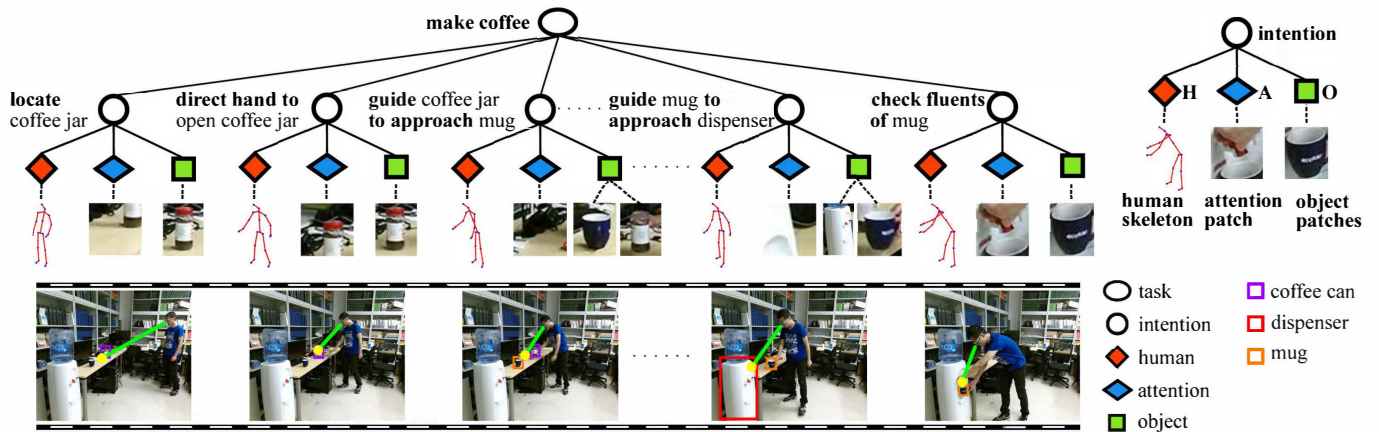 make coffee
intention
locate
coffee jar
direct hand to
open coffee jar
guide coffee jar
to approach mug
guide mug to
approach dispenser
check fluents
of mug
H
A
O
human
skeleton
attention
patch
object
patches
task
intention
human
attention
object
coffee can
dispenser
mug